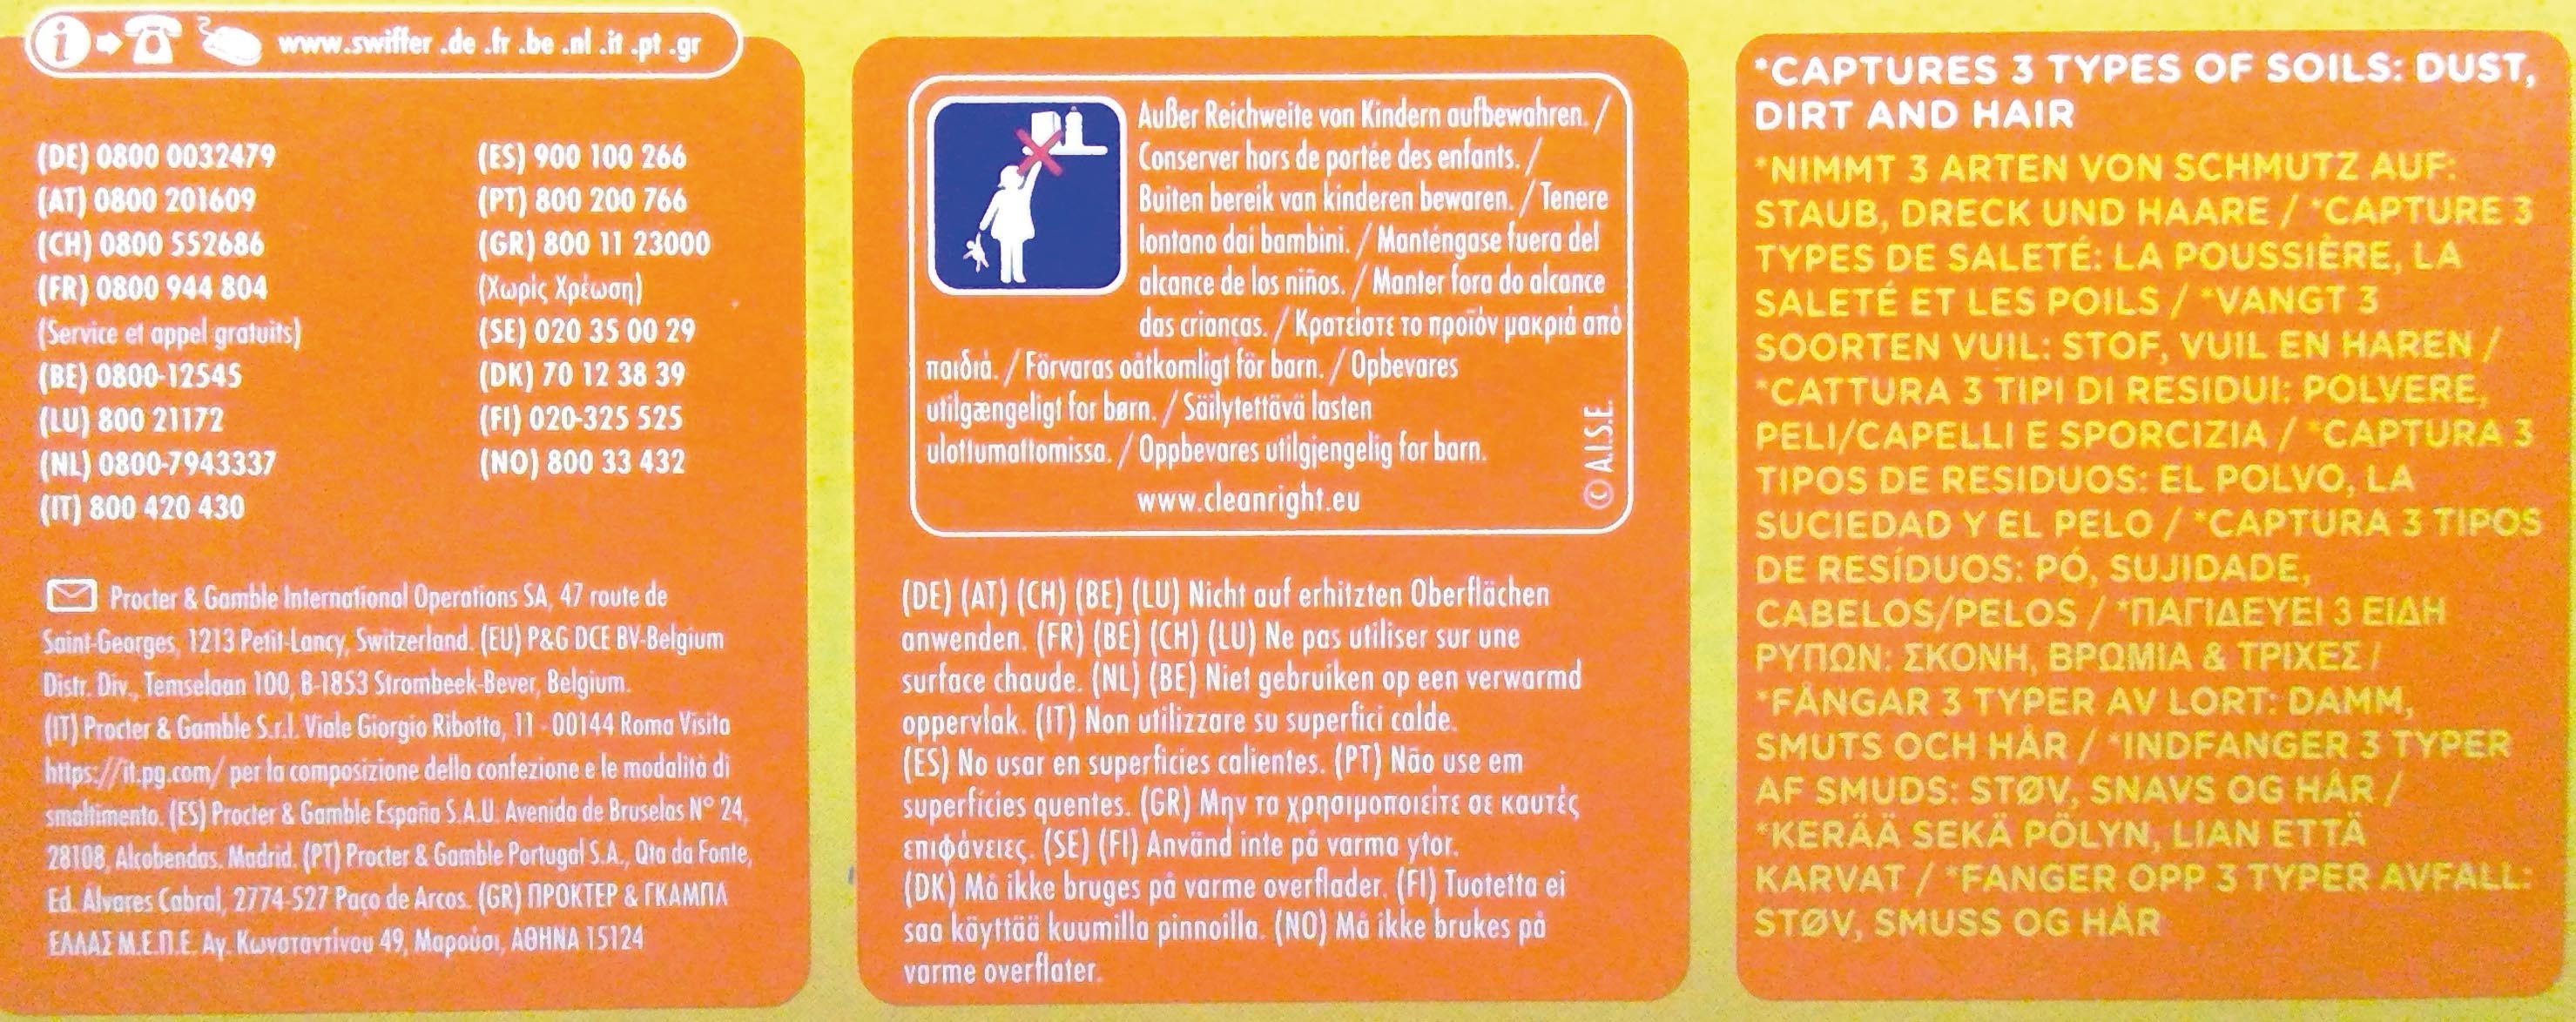 www.swiffer .de .fr .be .nl .it .pt .gr
(DE) 0800 0032479
(AT) 0800 201609
(CH) 0800 552686
(FR) 0800 944 804
(Service et appel gratuits)
(BE) 0800-12545
(LU) 800 21172
(NL) 0800-7943337
(IT) 800 420 430
(ES) 900 100 266
(PT) 800 200 766
(GR) 800 11 23000
(Χωρίς Χρέωση)
(SE) 020 35 00 29
(DK) 70 12 38 39
(FI) 020-325 525
(NO) 800 33 432
Procter & Gamble International Operations SA, 47 route de
Saint-Georges, 1213 Petit-Lancy, Switzerland. (EU) P&G DCE BV-Belgium
Distr. Div., Temselaan 100, B-1853 Strombeek-Bever, Belgium.
(IT) Procter & Gamble S.r.l. Viale Giorgio Ribotta, 11 - 00144 Roma Visita
https://it.pg.com/ per la composizione della confezione e le modalità di
smaltimento. (ES) Procter & Gamble España S.A.U. Avenida de Bruselas N° 24,
28108, Alcobendas. Madrid. (PT) Procter & Gamble Portugal S.A., Qta da Fonte,
Ed. Álvares Cabral, 2774-527 Paço de Arcos. (GR) ΠΡΟΚΤΕΡ & ΓΚΑΜΠΛ
ΕΛΛΑΣ Μ.Ε.Π.Ε. Αγ. Κωνσταντίνου 49, Μαρούσι, ΑΘΗΝΑ 15124
Außer Reichweite von Kindern aufbewahren. /
Conserver hors de portée des enfants. /
Buiten bereik van kinderen bewaren. / Tenere
lontano dai bambini. / Manténgase fuera del
alcance de los niños. / Manter fora do alcance
das crianças. / Κρατείστε το προϊόν μακριά από
παιδιά. / Förvaras oåtkomligt för barn. / Opbevares
utilgængeligt for børn. / Säilytettävä lasten
ulottumattomissa. / Oppbevares utilgjengelig for barn.
www.cleanright.eu
© A.I.S.E.
(DE) (AT) (CH) (BE) (LU) Nicht auf erhitzten Oberflächen
anwenden. (FR) (BE) (CH) (LU) Ne pas utiliser sur une
surface chaude. (NL) (BE) Niet gebruiken op een verwarmd
oppervlak. (IT) Non utilizzare su superfici calde.
(ES) No usar en superficies calientes. (PT) Não use em
superfícies quentes. (GR) Μην τα χρησιμοποιείτε σε καυτές
επιφάνειες. (SE) (FI) Använd inte på varma ytor.
(DK) Må ikke bruges på varme overflader. (FI) Tuotetta ei
saa käyttää kuumilla pinnoilla. (NO) Må ikke brukes på
varme overflater.
*CAPTURES 3 TYPES OF SOILS: DUST,
DIRT AND HAIR
*NIMMT 3 ARTEN VON SCHMUTZ AUF:
STAUB, DRECK UND HAARE / *CAPTURE 3
TYPES DE SALETÉ: LA POUSSIÈRE, LA
SALETÉ ET LES POILS / *VANGT 3
SOORTEN VUIL: STOF, VUIL EN HAREN /
*CATTURA 3 TIPI DI RESIDUI: POLVERE,
PELI/CAPELLI E SPORCIZIA / *CAPTURA 3
TIPOS DE RESIDUOS: EL POLVO, LA
SUCIEDAD Y EL PELO / *CAPTURA 3 TIPOS
DE RESÍDUOS: PÓ, SUJIDADE,
CABELOS/PELOS / *ΠΑΓΙΔΕΥΕΙ 3 ΕΙΔΗ
ΡΥΠΩΝ: ΣΚΟΝΗ, ΒΡΩΜΙΑ & ΤΡΙΧΕΣ /
*FÅNGAR 3 TYPER AV LORT: DAMM,
SMUTS OCH HÅR / *INDFANGER 3 TYPER
AF SMUDS: STØV, SNAVS OG HÅR /
*KERÄÄ SEKÄ PÖLYN, LIAN ETTÄ
KARVAT / *FANGER OPP 3 TYPER AVFALL:
STØV, SMUSS OG HÅR